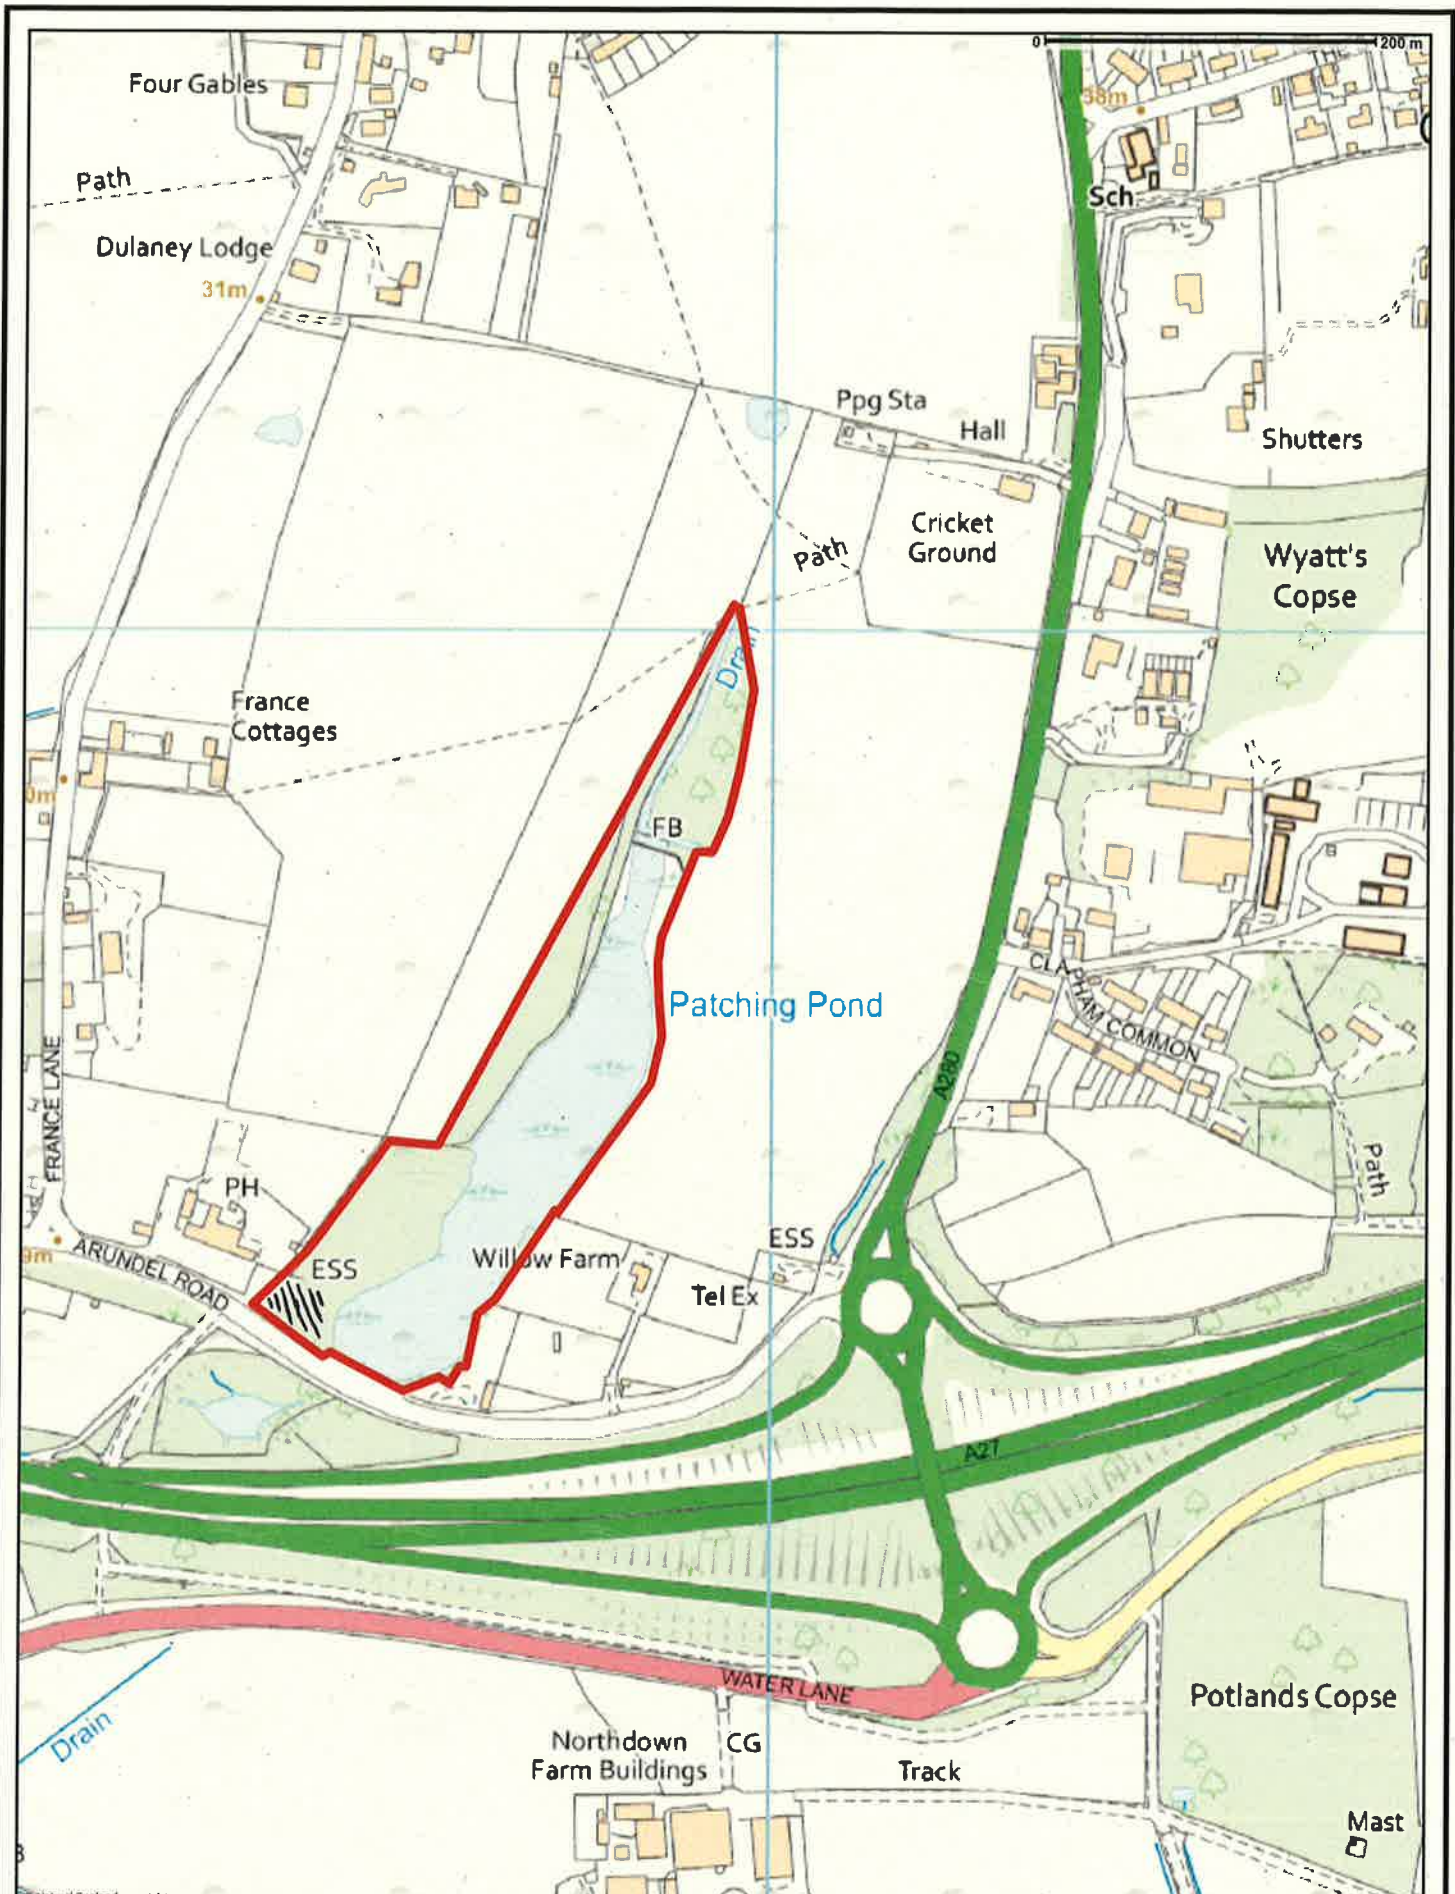 0 200 m
Four Gables
38m
Path
Sch
Dulaney Lodge
31m
Ppg Sta
Hall
Shutters
Cricket
Ground
Path
Wyatt's
Copse
Drain
France
Cottages
0m
FB
CLAPHAM COMMON
Patching Pond
A280
FRANCE LANE
Path
PH
ESS
ARUNDEL ROAD
9m
ESS
Willow Farm
Tel Ex
A27
WATER LANE
Potlands Copse
Drain
Northdown
Farm Buildings
CG
Track
Mast